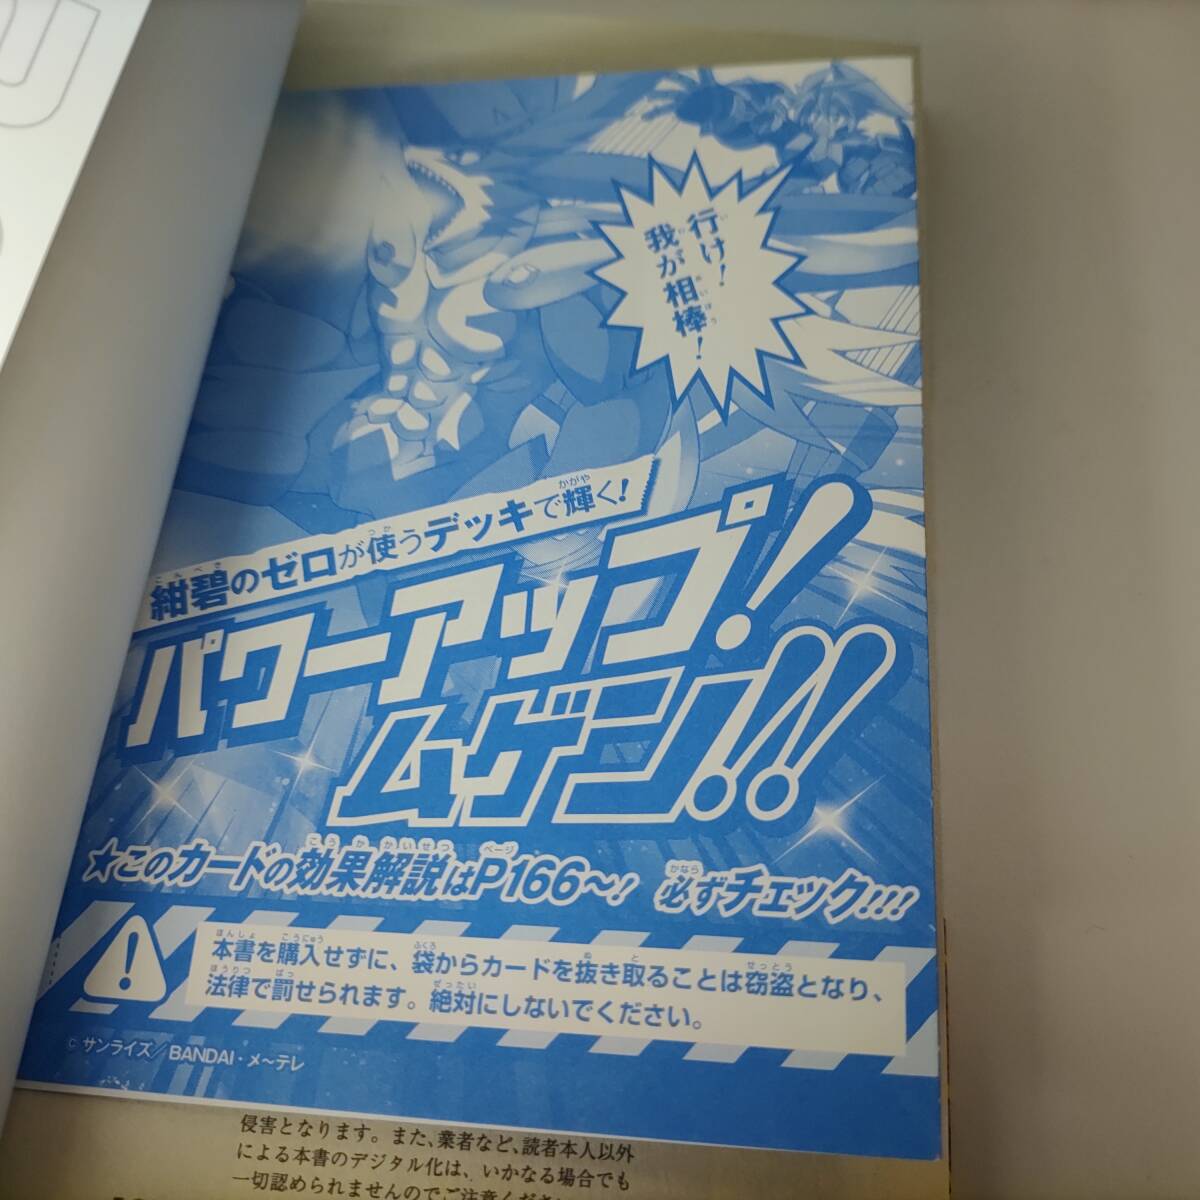 行け！
我が相棒！
紺碧のゼロが使うデッキで輝く！
パワーアップ！
ムゲン！！
★このカードの効果解説はP166〜！ 必ずチェック！！！
本書を購入せずに、袋からカードを抜き取ることは窃盗となり、
法律で罰せられます。絶対にしないでください。
©サンライズ／BANDAI・メ〜テレ
侵害となります。また、業者など、読者本人以外
による本書のデジタル化は、いかなる場合でも
一切認められませんのでご注意ください